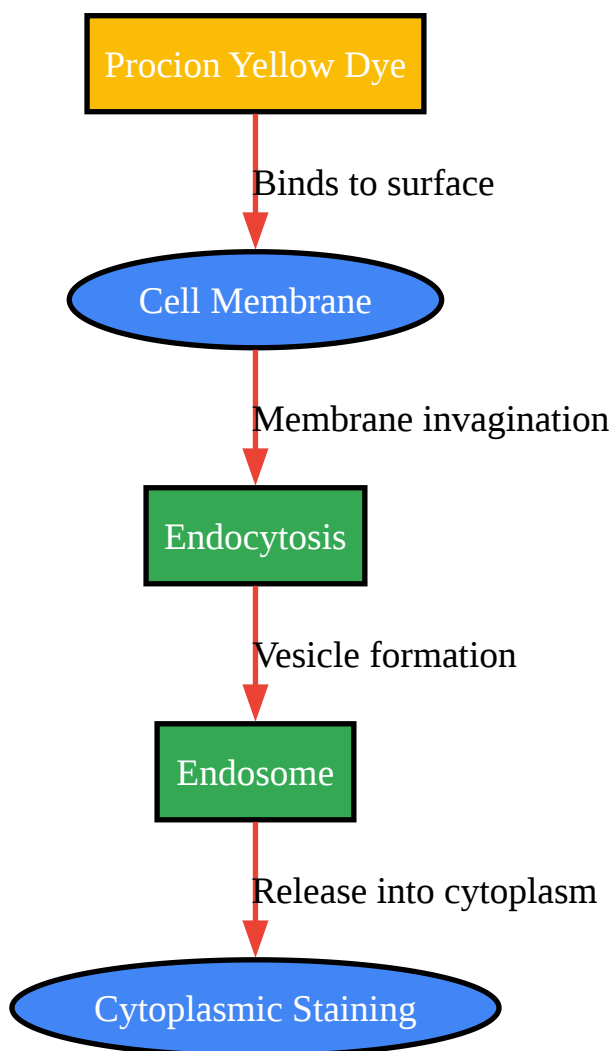 Procion Yellow Dye
Binds to surface
Cell Membrane
Membrane invagination
Endocytosis
Vesicle formation
Endosome
Release into cytoplasm
Cytoplasmic Staining